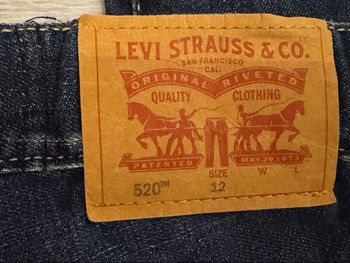 LEVI STRAUSS & CO.
SAN FRANCISCO
CAL.
ORIGINAL RIVETED
QUALITY CLOTHING
PATENTED MAY 20 1873
SIZE W L
520™ 12